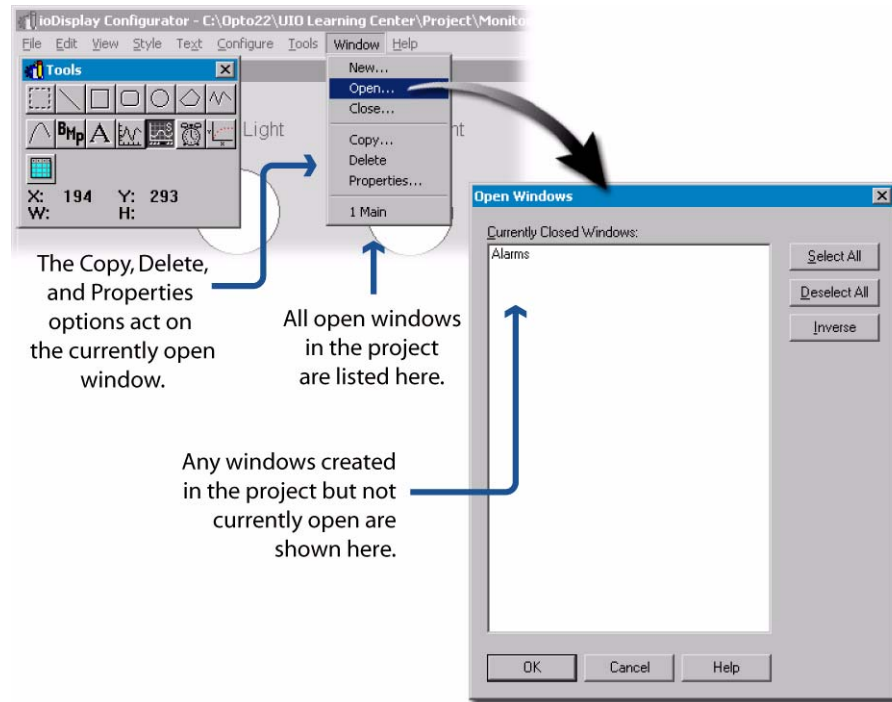 ioDisplay Configurator - C:\Opto22\UIO Learning Center\Project\Monito
File Edit View Style Text Configure Tools Window Help
Tools
BMp A
X: 194 Y: 293
W: H:
Light
New...
Open...
Close...
Copy...
Delete
Properties...
1 Main
The Copy, Delete,
and Properties
options act on
the currently open
window.
All open windows
in the project
are listed here.
Any windows created
in the project but not
currently open are
shown here.
Open Windows
Currently Closed Windows:
Alarms
Select All
Deselect All
Inverse
OK Cancel Help